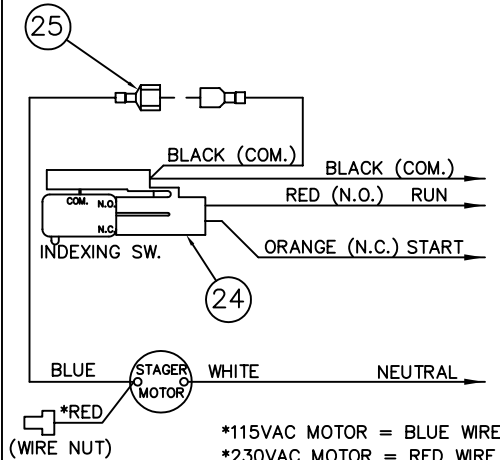 25
BLACK (COM.)
BLACK (COM.)
RED (N.O.) RUN
COM. N.O.
N.C.
INDEXING SW.
ORANGE (N.C.) START
24
BLUE
STAGER
MOTOR
WHITE
NEUTRAL
*RED
(WIRE NUT)
*115VAC MOTOR = BLUE WIRE
*230VAC MOTOR = RED WIRE